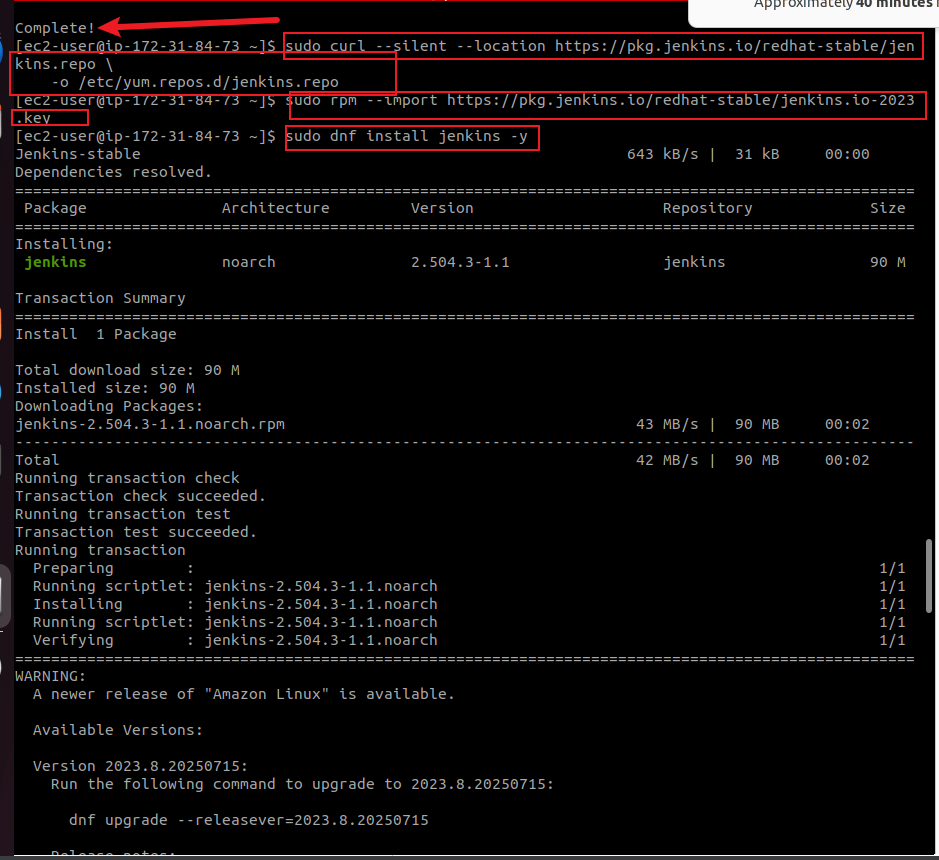 Approximately 40 minutes
Complete!
[ec2-user@ip-172-31-84-73 ~]$ sudo curl --silent --location https://pkg.jenkins.io/redhat-stable/jen
kins.repo \
    -o /etc/yum.repos.d/jenkins.repo
[ec2-user@ip-172-31-84-73 ~]$ sudo rpm --import https://pkg.jenkins.io/redhat-stable/jenkins.io-2023
.key
[ec2-user@ip-172-31-84-73 ~]$ sudo dnf install jenkins -y
Jenkins-stable                                                      643 kB/s |  31 kB     00:00
Dependencies resolved.
====================================================================================================
 Package               Architecture         Version                     Repository             Size
====================================================================================================
Installing:
 jenkins               noarch               2.504.3-1.1                 jenkins                90 M

Transaction Summary
====================================================================================================
Install  1 Package

Total download size: 90 M
Installed size: 90 M
Downloading Packages:
jenkins-2.504.3-1.1.noarch.rpm                                       43 MB/s |  90 MB     00:02
----------------------------------------------------------------------------------------------------
Total                                                                42 MB/s |  90 MB     00:02
Running transaction check
Transaction check succeeded.
Running transaction test
Transaction test succeeded.
Running transaction
  Preparing        :                                                                            1/1
  Running scriptlet: jenkins-2.504.3-1.1.noarch                                                 1/1
  Installing       : jenkins-2.504.3-1.1.noarch                                                 1/1
  Running scriptlet: jenkins-2.504.3-1.1.noarch                                                 1/1
  Verifying        : jenkins-2.504.3-1.1.noarch                                                 1/1
====================================================================================================
WARNING:
  A newer release of "Amazon Linux" is available.

  Available Versions:

  Version 2023.8.20250715:
    Run the following command to upgrade to 2023.8.20250715:

      dnf upgrade --releasever=2023.8.20250715

    Release notes: